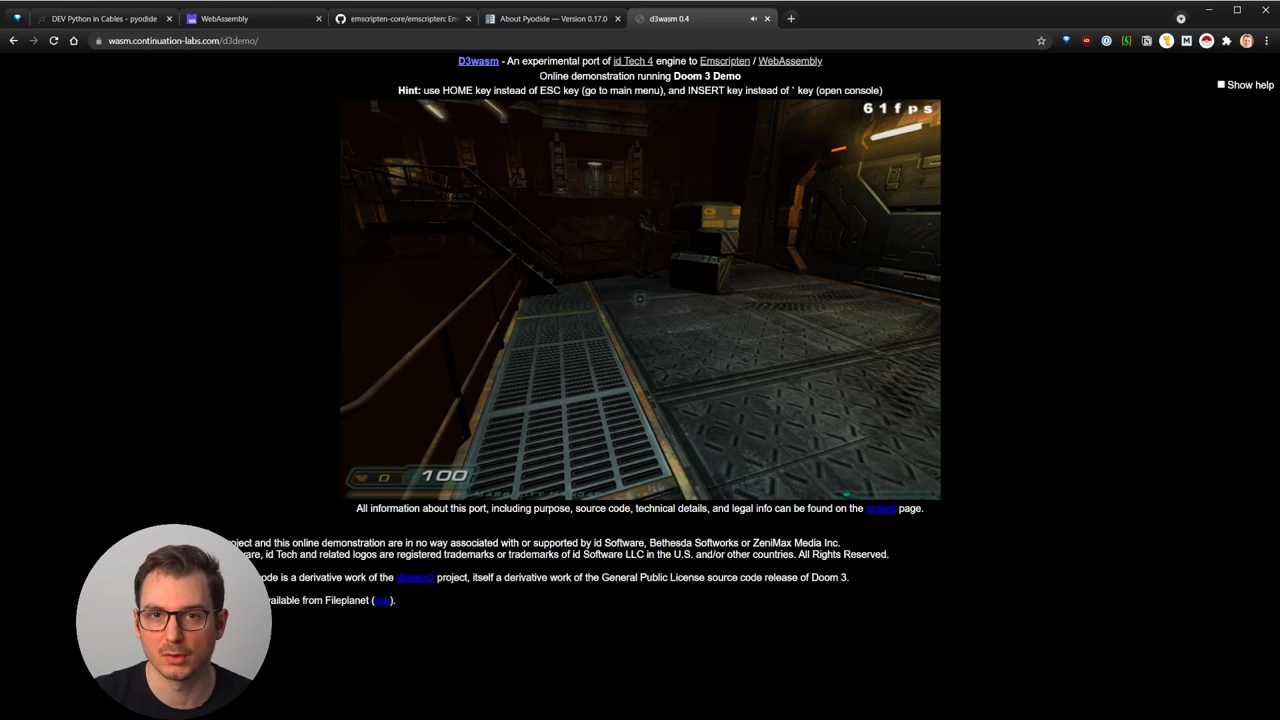 DEV Python in Cables - pyodide
WebAssembly
emscripten-core/emscripten: Em
About Pyodide — Version 0.17.0
d3wasm 0.4
wasm.continuation-labs.com/d3demo/
D3wasm - An experimental port of id Tech 4 engine to Emscripten / WebAssembly
Online demonstration running Doom 3 Demo
Hint: use HOME key instead of ESC key (go to main menu), and INSERT key instead of ` key (open console)
Show help
61fps
0
100
All information about this port, including purpose, source code, technical details, and legal info can be found on the project page.
and this online demonstration are in no way associated with or supported by id Software, Bethesda Softworks or ZeniMax Media Inc.
id Tech and related logos are registered trademarks or trademarks of id Software LLC in the U.S. and/or other countries. All Rights Reserved.
is a derivative work of the dhewm3 project, itself a derivative work of the General Public License source code release of Doom 3.
from Fileplanet (link).